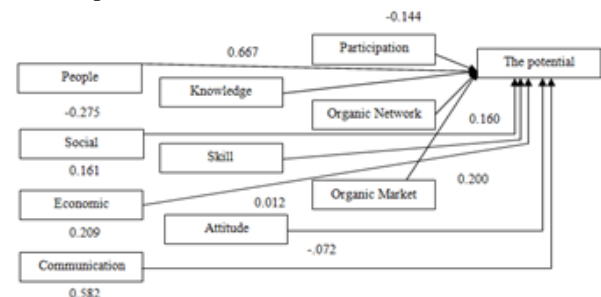 -0.144
Participation
The potential
0.667
People
Knowledge
-0.275
Organic Network
0.160
Social
Skill
0.161
Organic Market
0.200
Economic
0.012
Attitude
0.209
-.072
Communication
0.582